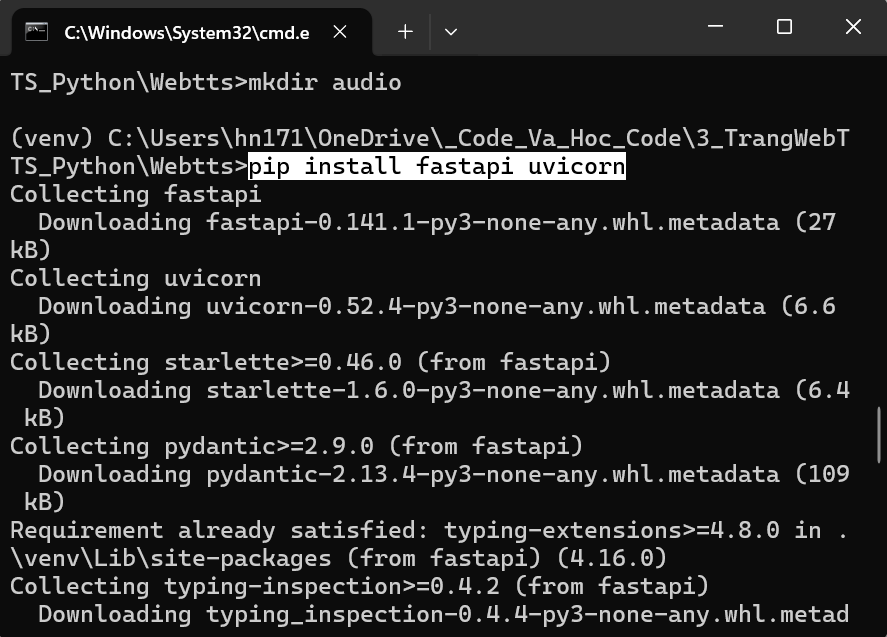 C:\Windows\System32\cmd.e
TS_Python\Webtts>mkdir audio
(venv) C:\Users\hn171\OneDrive\_Code_Va_Hoc_Code\3_TrangWebT
TS_Python\Webtts>pip install fastapi uvicorn
Collecting fastapi
  Downloading fastapi-0.141.1-py3-none-any.whl.metadata (27
kB)
Collecting uvicorn
  Downloading uvicorn-0.52.4-py3-none-any.whl.metadata (6.6
kB)
Collecting starlette>=0.46.0 (from fastapi)
  Downloading starlette-1.6.0-py3-none-any.whl.metadata (6.4
 kB)
Collecting pydantic>=2.9.0 (from fastapi)
  Downloading pydantic-2.13.4-py3-none-any.whl.metadata (109
 kB)
Requirement already satisfied: typing-extensions>=4.8.0 in .
\venv\Lib\site-packages (from fastapi) (4.16.0)
Collecting typing-inspection>=0.4.2 (from fastapi)
  Downloading typing_inspection-0.4.4-py3-none-any.whl.metad